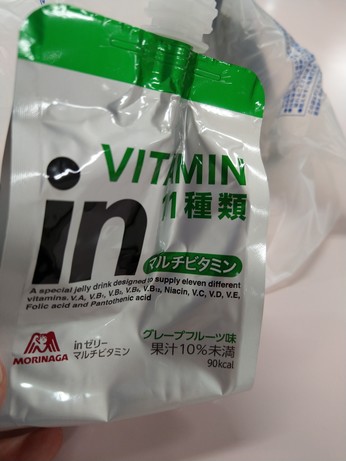 VITAMIN
in 11種類
マルチビタミン
A special jelly drink designed to supply eleven different
vitamins. V.A, V.B₁, V.B₂, V.B₆, V.B₁₂, Niacin, V.C, V.D, V.E,
Folic acid and Pantothenic acid
MORINAGA
inゼリー
マルチビタミン
グレープフルーツ味
果汁10%未満
90kcal